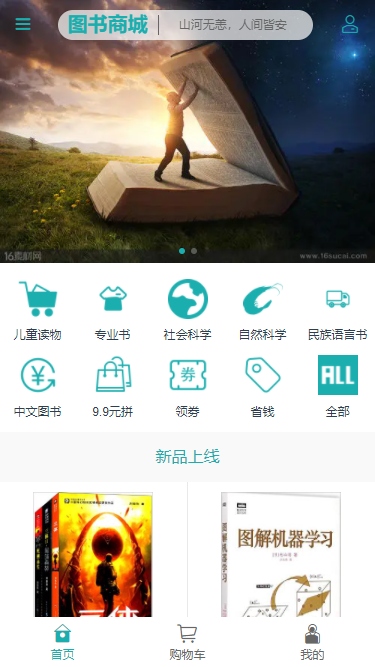 图书商城
山河无恙，人间皆安
16素材网
www.16sucai.com
儿童读物
专业书
社会科学
自然科学
民族语言书
中文图书
9.9元拼
券
领券
省钱
ALL
全部
新品上线
三体
图解机器学习
首页
购物车
我的